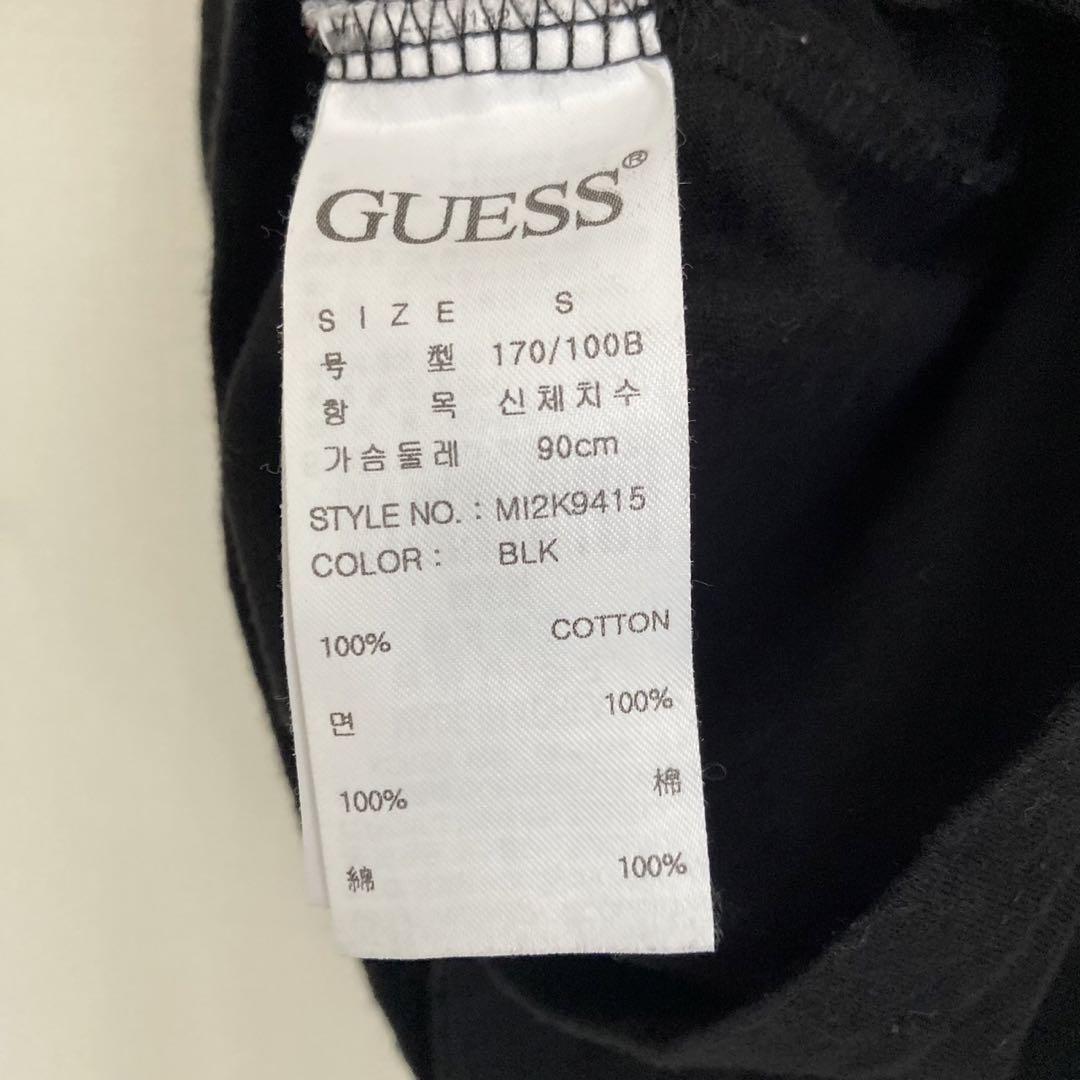 GUESS®
SIZE S
号型 170/100B
항목 신체치수
가슴둘레 90cm
STYLE NO. : MI2K9415
COLOR : BLK
100% COTTON
면 100%
100% 棉
綿 100%